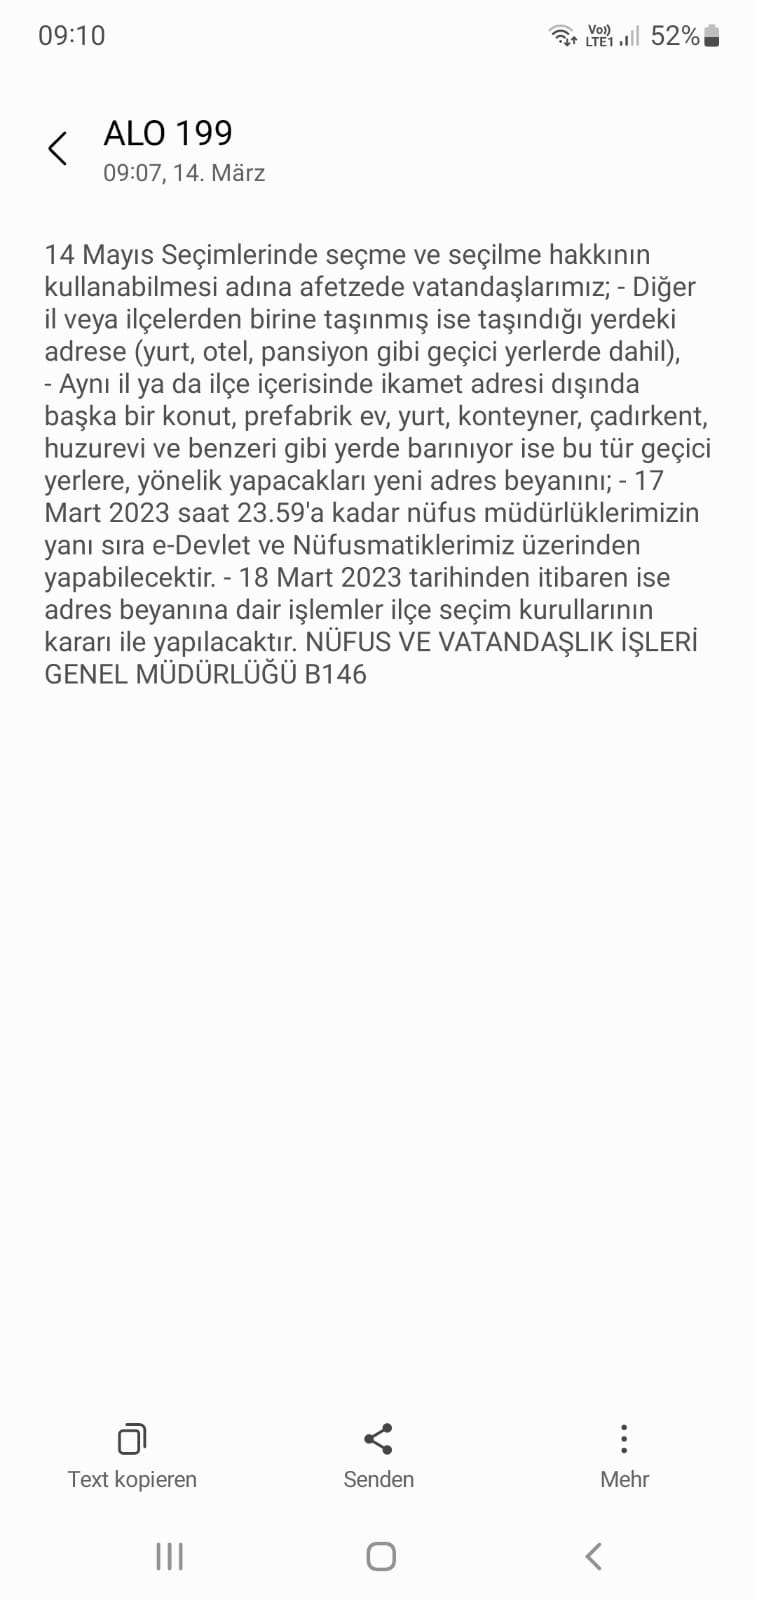 09:10
Vo)) LTE1 52%
ALO 199
09:07, 14. März
14 Mayıs Seçimlerinde seçme ve seçilme hakkının
kullanabilmesi adına afetzede vatandaşlarımız; - Diğer
il veya ilçelerden birine taşınmış ise taşındığı yerdeki
adrese (yurt, otel, pansiyon gibi geçici yerlerde dahil),
- Aynı il ya da ilçe içerisinde ikamet adresi dışında
başka bir konut, prefabrik ev, yurt, konteyner, çadırkent,
huzurevi ve benzeri gibi yerde barınıyor ise bu tür geçici
yerlere, yönelik yapacakları yeni adres beyanını; - 17
Mart 2023 saat 23.59'a kadar nüfus müdürlüklerimizin
yanı sıra e-Devlet ve Nüfusmatiklerimiz üzerinden
yapabilecektir. - 18 Mart 2023 tarihinden itibaren ise
adres beyanına dair işlemler ilçe seçim kurullarının
kararı ile yapılacaktır. NÜFUS VE VATANDAŞLIK İŞLERİ
GENEL MÜDÜRLÜĞÜ B146
Text kopieren Senden Mehr